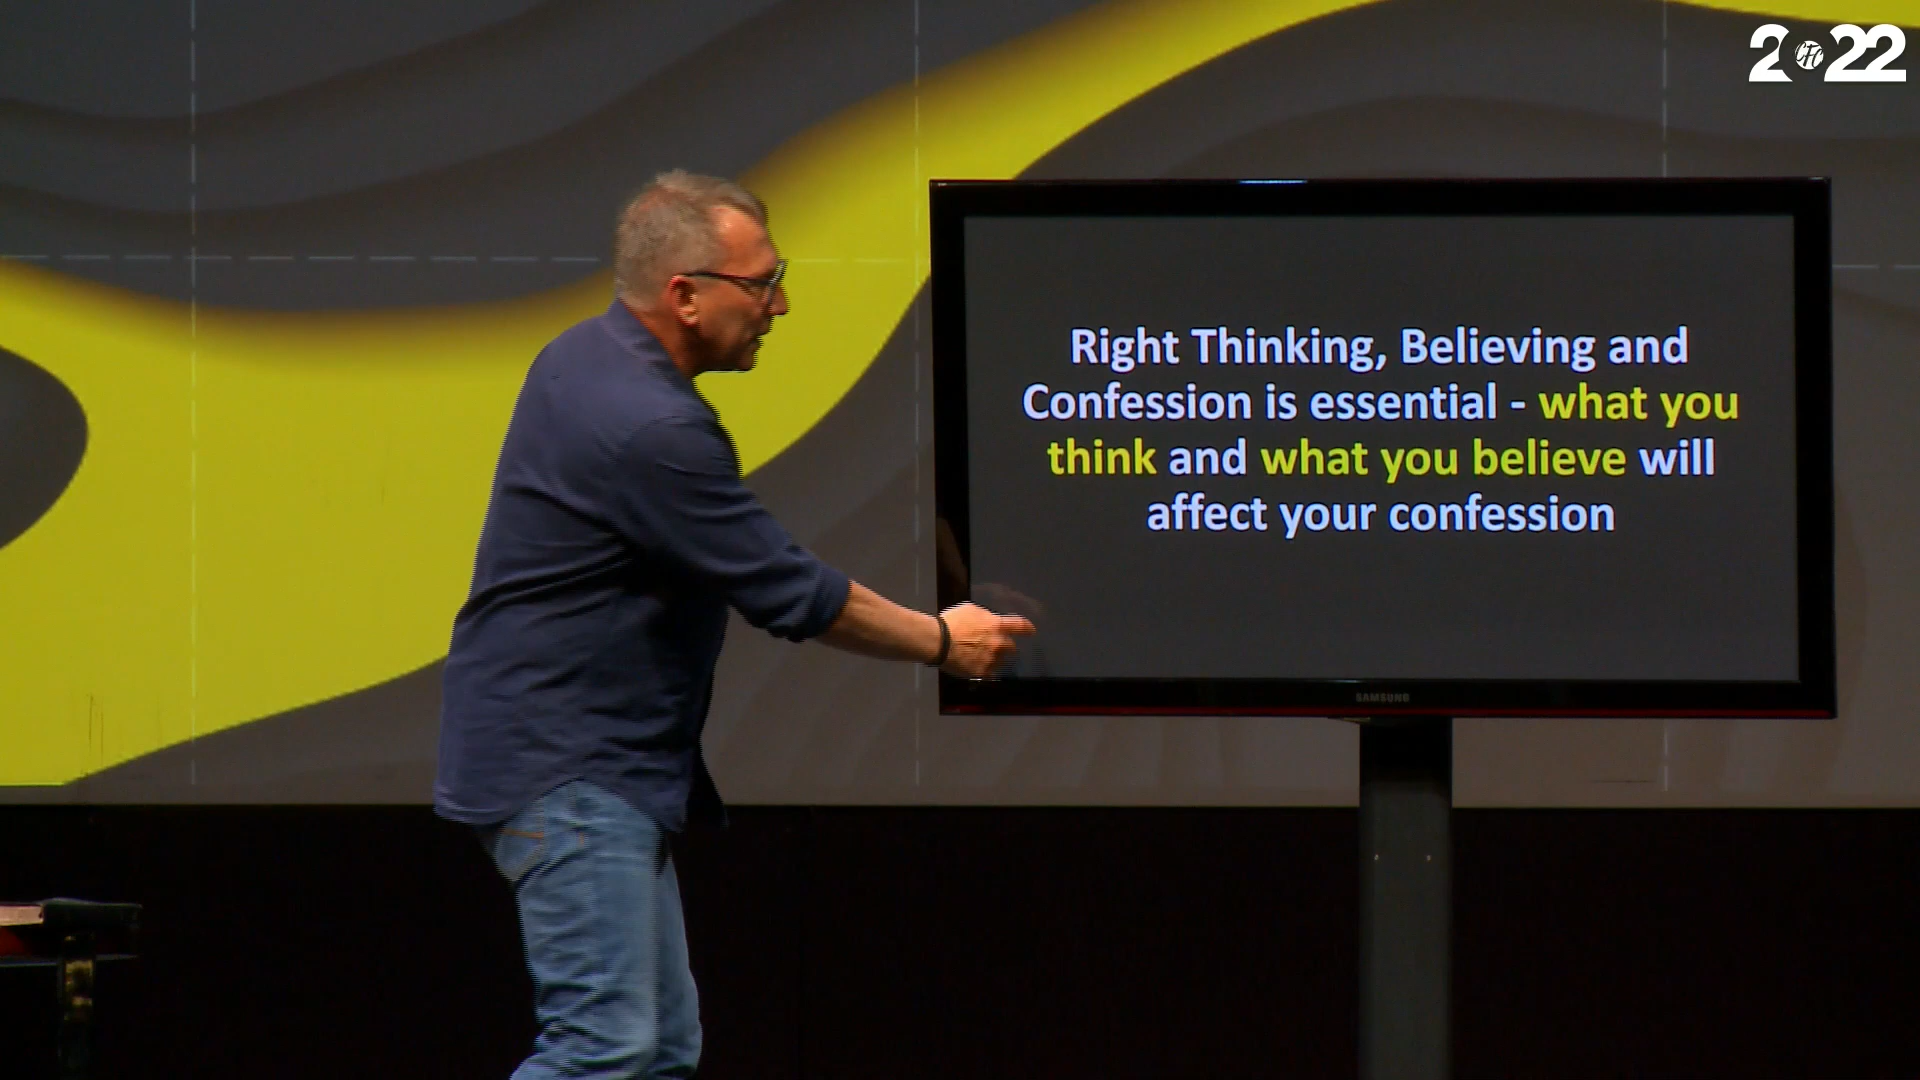 2022
Right Thinking, Believing and
Confession is essential - what you
think and what you believe will
affect your confession
SAMSUNG